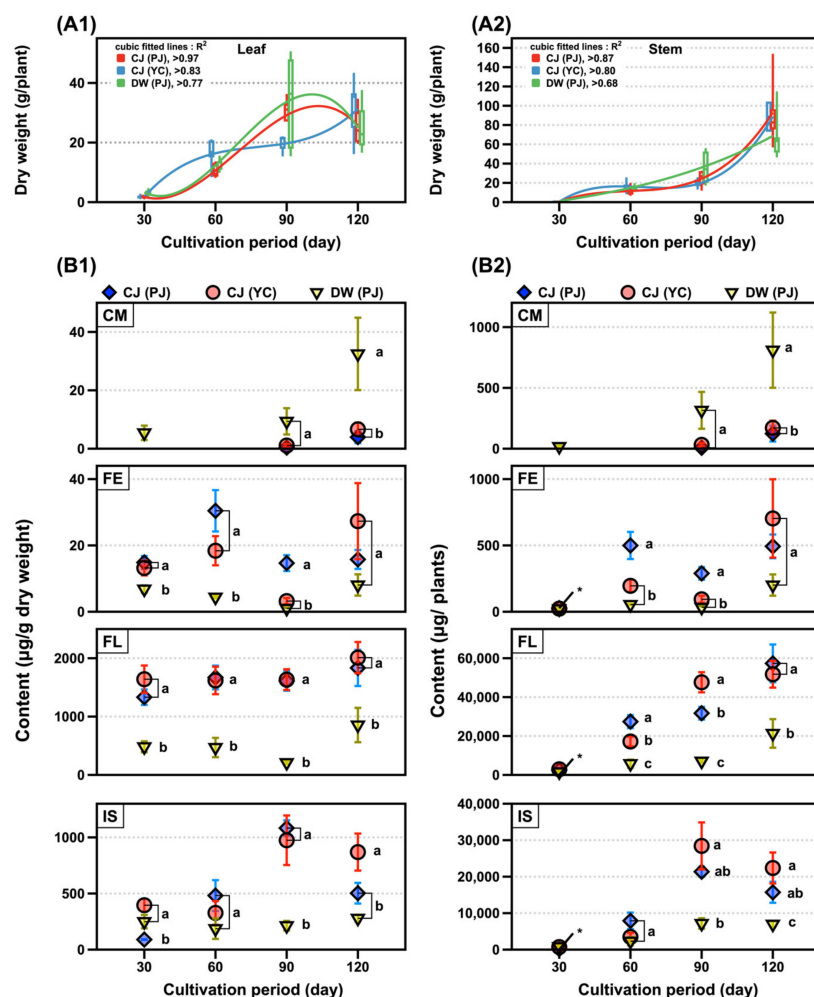 (A1)
cubic fitted lines : R²
Leaf
CJ (PJ), >0.97
CJ (YC), >0.83
DW (PJ), >0.77
60
40
20
0
Dry weight (g/plant)
30 60 90 120
Cultivation period (day)
(A2)
cubic fitted lines : R²
Stem
CJ (PJ), >0.87
CJ (YC), >0.80
DW (PJ), >0.68
160
140
120
100
80
60
40
20
0
Dry weight (g/plant)
30 60 90 120
Cultivation period (day)
(B1)
CJ (PJ) CJ (YC) DW (PJ)
Content (µg/g dry weight)
CM
40
20
0
a
a
b
FE
40
20
0
a
b
a
b
a
b
a
b
FL
2000
1000
0
a
b
a
b
a
b
a
b
IS
1000
500
0
a
b
a
a
b
a
b
30 60 90 120
Cultivation period (day)
(B2)
CJ (PJ) CJ (YC) DW (PJ)
Content (µg/ plants)
CM
1000
500
0
a
a
b
FE
1000
500
0
*
a
b
a
b
a
FL
60,000
40,000
20,000
0
*
a
b
c
a
b
c
a
b
IS
40,000
30,000
20,000
10,000
0
*
a
a
ab
b
a
ab
c
30 60 90 120
Cultivation period (day)